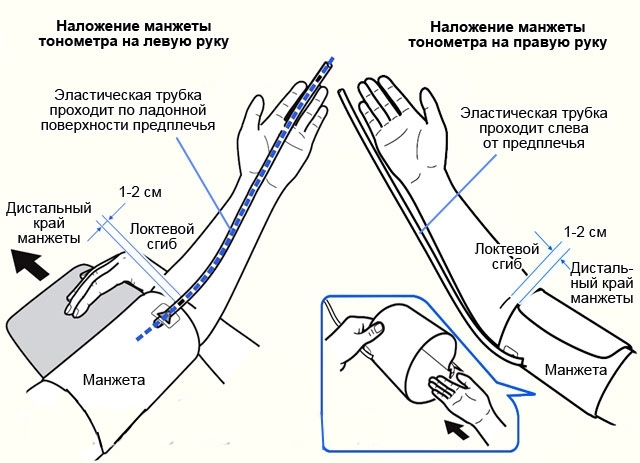 Наложение манжеты
тонометра на левую руку
Эластическая трубка
проходит по ладонной
поверхности предплечья
1-2 см
Дистальный
край
манжеты
Локтевой
сгиб
Манжета
Наложение манжеты
тонометра на правую руку
Эластическая трубка
проходит слева
от предплечья
1-2 см
Локтевой
сгиб
Дисталь-
ный край
манжеты
Манжета